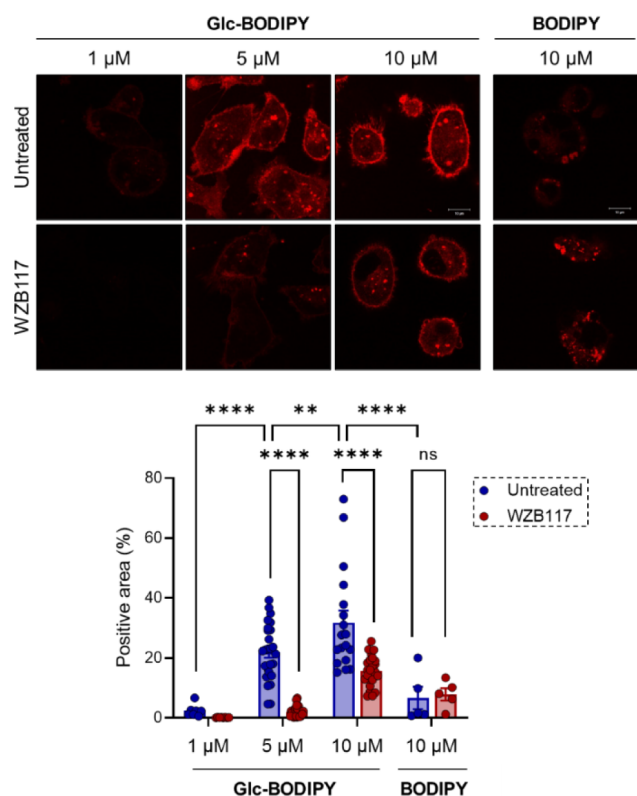 Glc-BODIPY BODIPY
1 µM 5 µM 10 µM 10 µM
Untreated
WZB117
**** ** ****
**** **** ns
Positive area (%)
80
60
40
20
0
Untreated
WZB117
1 µM 5 µM 10 µM 10 µM
Glc-BODIPY BODIPY